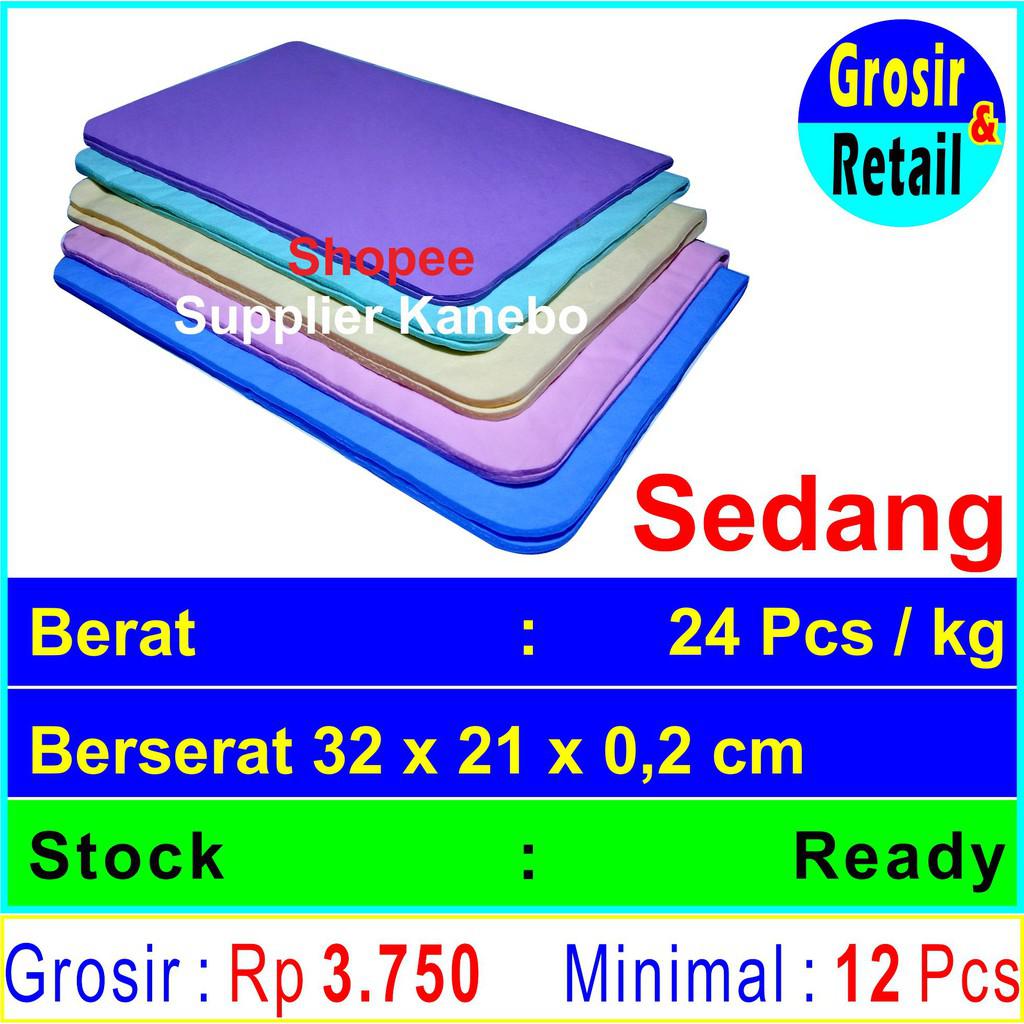 Grosir
&
Retail
Shopee
Supplier Kanebo
Sedang
Berat : 24 Pcs / kg
Berserat 32 x 21 x 0,2 cm
Stock : Ready
Grosir : Rp 3.750 Minimal : 12 Pcs